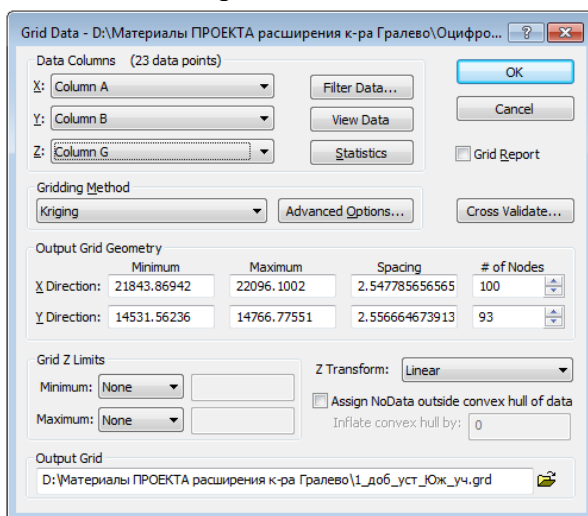 Grid Data - D:\Материалы ПРОЕКТА расширения к-ра Гралево\Оцифро...
Data Columns (23 data points)
X: Column A
Filter Data...
OK
Y: Column B
View Data
Cancel
Z: Column G
Statistics
Grid Report
Gridding Method
Kriging
Advanced Options...
Cross Validate...
Output Grid Geometry
Minimum Maximum Spacing # of Nodes
X Direction: 21843.86942 22096.1002 2.547785656565 100
Y Direction: 14531.56236 14766.77551 2.556664673913 93
Grid Z Limits
Z Transform: Linear
Minimum: None
Assign NoData outside convex hull of data
Maximum: None
Inflate convex hull by: 0
Output Grid
D:\Материалы ПРОЕКТА расширения к-ра Гралево\1_доб_уст_Юж_уч.grd